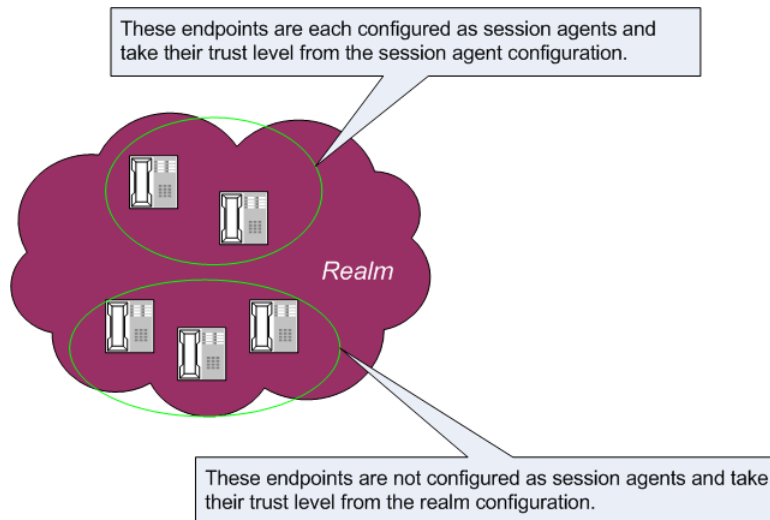 These endpoints are each configured as session agents and
take their trust level from the session agent configuration.
Realm
These endpoints are not configured as session agents and take
their trust level from the realm configuration.